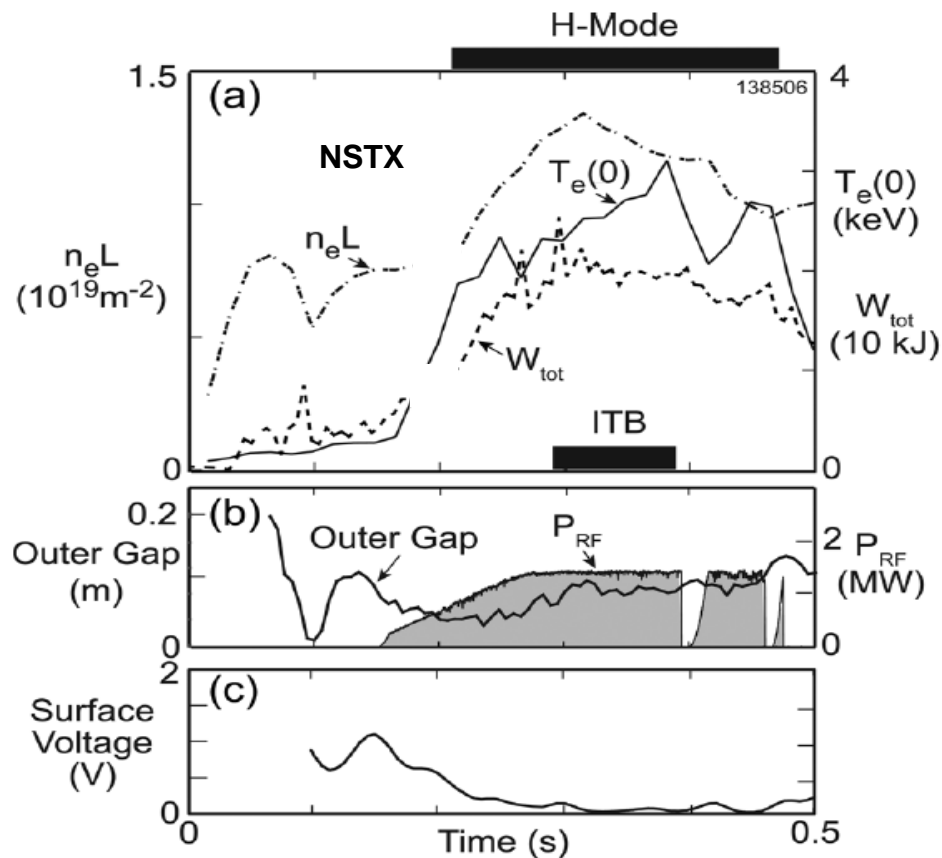 H-Mode
1.5
(a)
138506
4
NSTX
T_e(0)
n_eL
n_eL
(10^19m^-2)
T_e(0)
(keV)
W_tot
(10 kJ)
W_tot
ITB
0
0
0.2
(b)
Outer Gap
P_RF
2
Outer Gap
(m)
P_RF
(MW)
0
0
2
(c)
Surface
Voltage
(V)
0
0
Time (s)
0.5